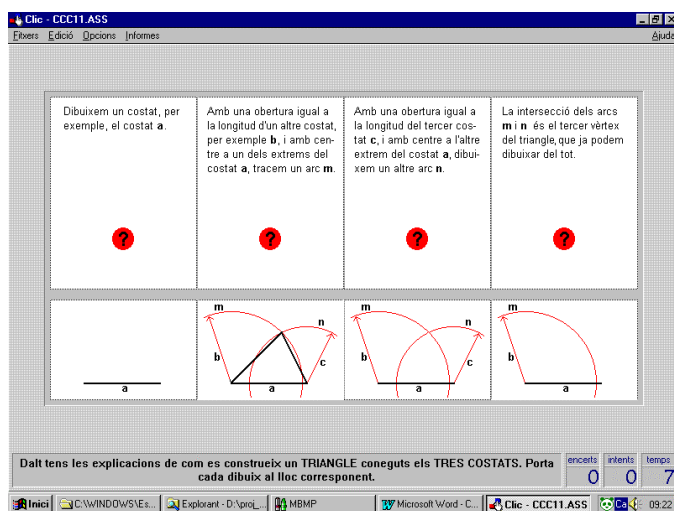 Clic - CCC11.ASS
Fitxers Edició Opcions Informes Ajuda
Dibuixem un costat, per
exemple, el costat a.
Amb una obertura igual a
la longitud d'un altre costat,
per exemple b, i amb cen-
tre a un dels extrems del
costat a, tracem un arc m.
Amb una obertura igual a
la longitud del tercer cos-
tat c, i amb centre a l'altre
extrem del costat a, dibui-
xem un altre arc n.
La intersecció dels arcs
m i n és el tercer vèrtex
del triangle, que ja podem
dibuixar del tot.
?
?
?
?
a
m
n
b
c
a
m
n
b
c
a
m
b
a
Dalt tens les explicacions de com es construeix un TRIANGLE coneguts els TRES COSTATS. Porta
cada dibuix al lloc corresponent.
encerts intents temps
0 0 7
Inici C:\WINDOWS\Es... Explorant - D:\proj_... MBMP Microsoft Word - C... Clic - CCC11.ASS Ca 09:22